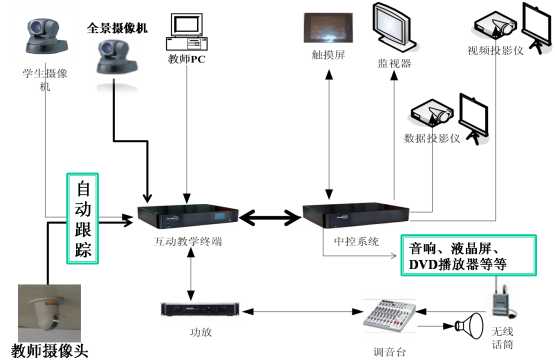 全景摄像机
学生摄像
机
教师PC
触摸屏
监视器
视频投影仪
数据投影仪
自
动
跟
踪
互动教学终端
中控系统
音响、液晶屏、
DVD播放器等等
教师摄像头
功放
调音台
无线
话筒